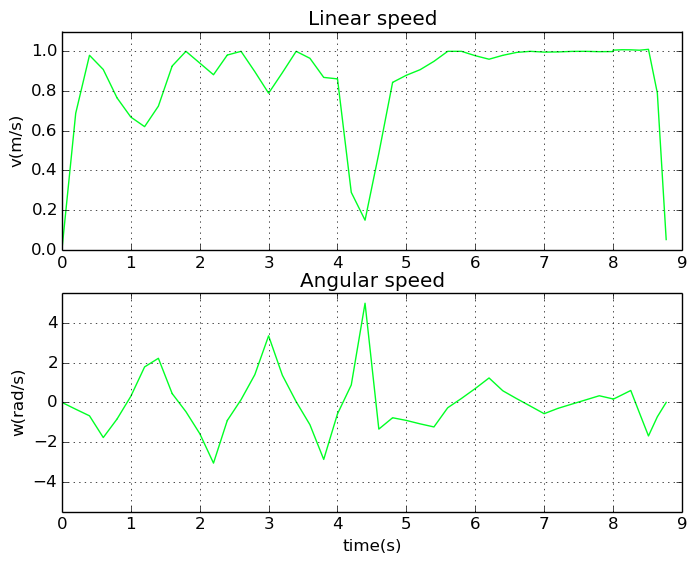 Linear speed
v(m/s)
1.0
0.8
0.6
0.4
0.2
0.0
0 1 2 3 4 5 6 7 8 9
Angular speed
w(rad/s)
4
2
0
−2
−4
0 1 2 3 4 5 6 7 8 9
time(s)